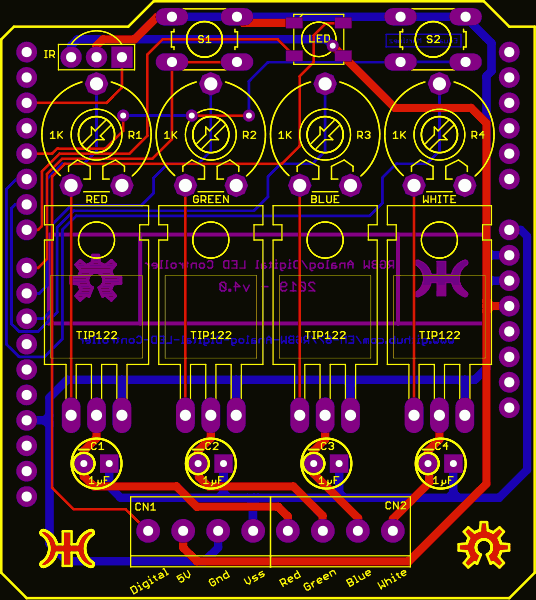 S1 LED S2
IR
1K R1 1K R2 1K R3 1K R4
RED GREEN BLUE WHITE
RGBW Analog/Digital LED Controller
2019 - v4.0
TIP122 TIP122 TIP122 TIP122
C1 C2 C3 C4
1µF 1µF 1µF 1µF
CN1 CN2
Digital 5V Gnd Vss Red Green Blue White